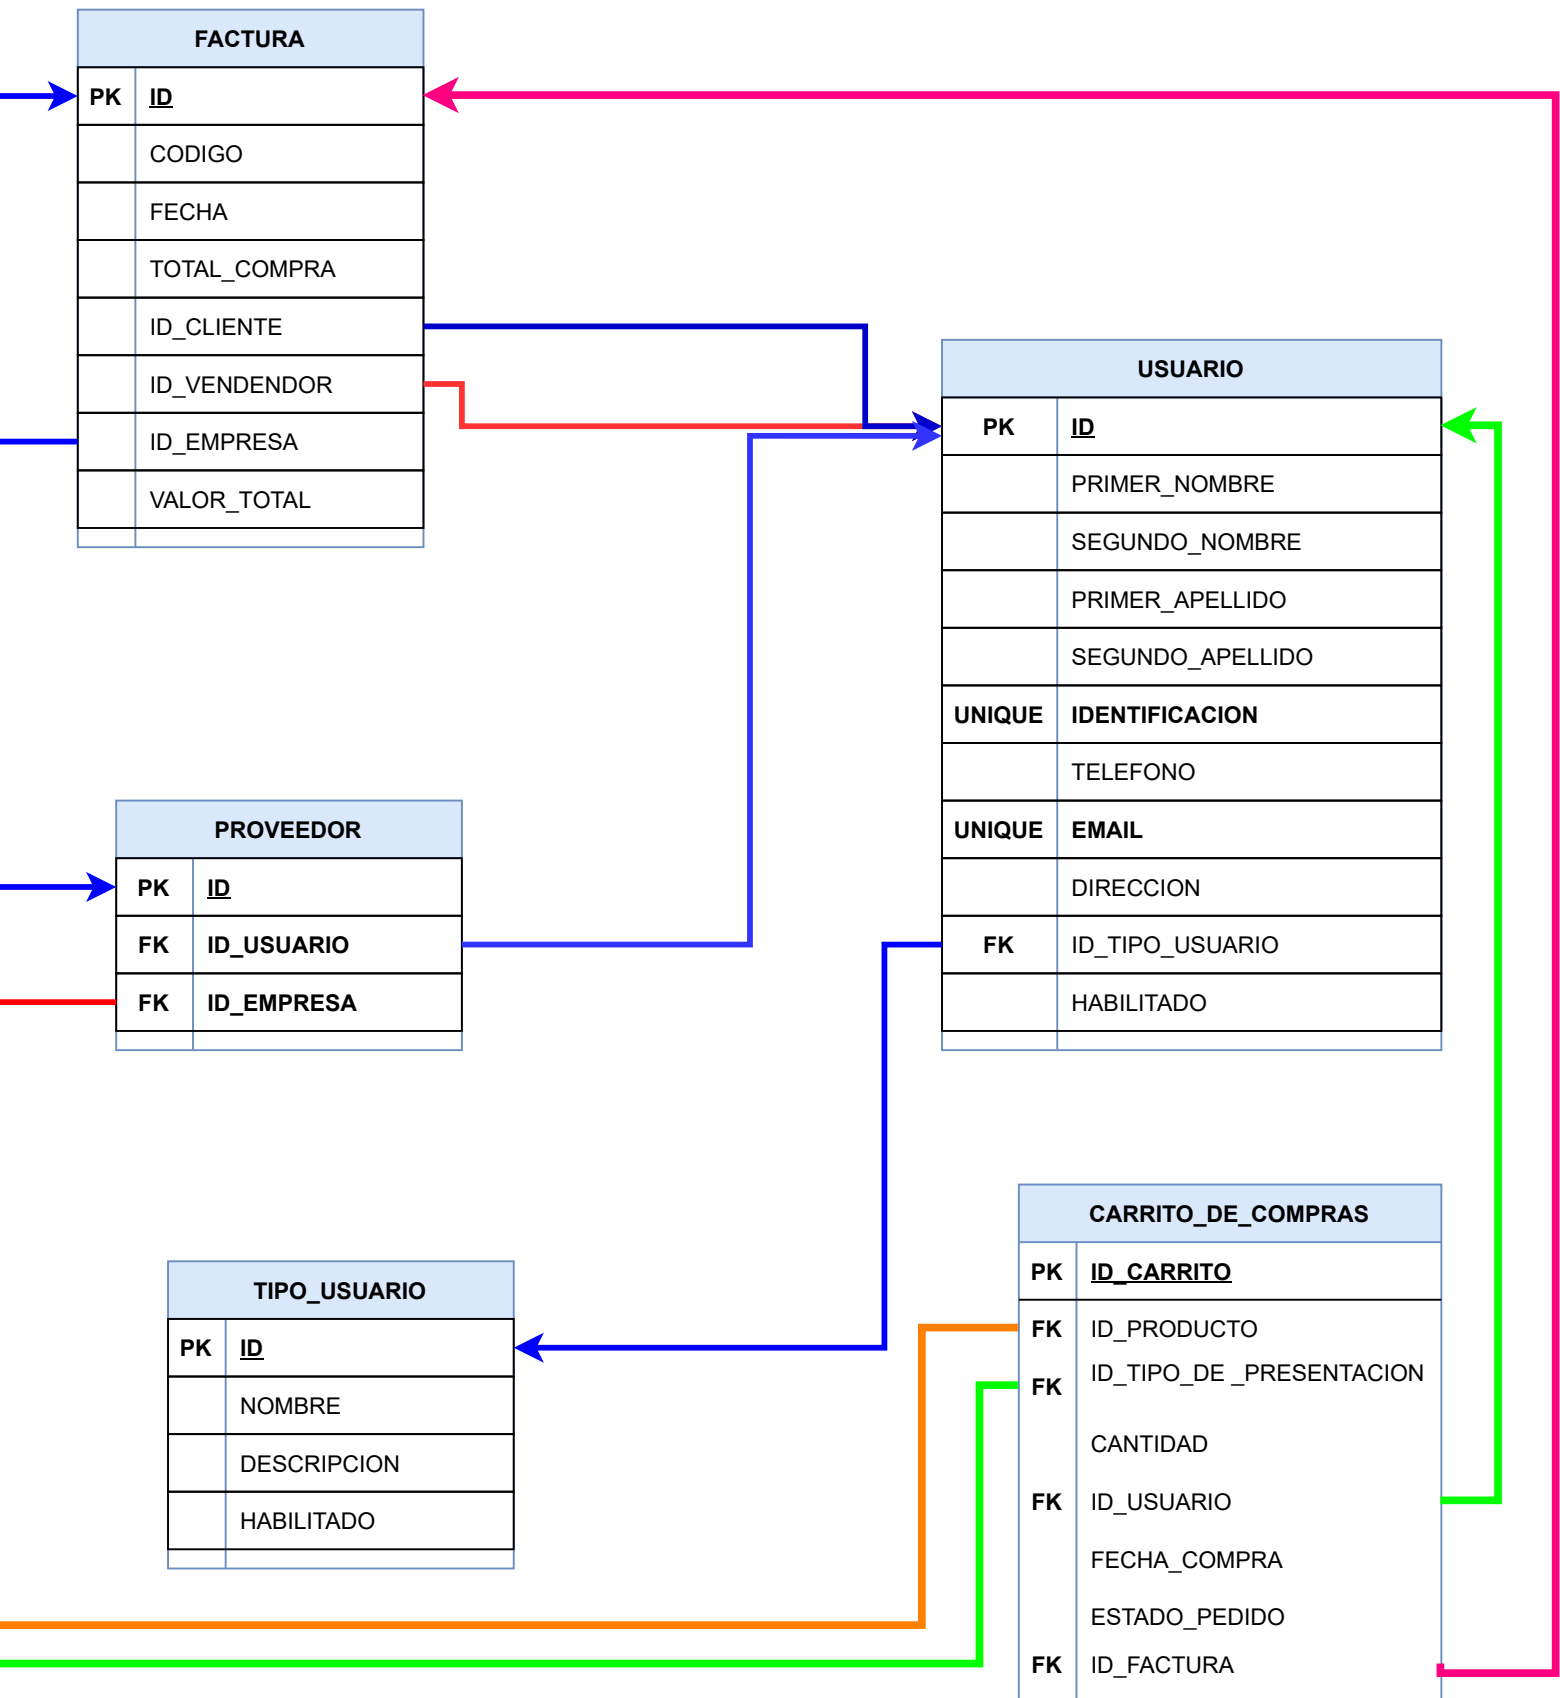 FACTURA
PK ID
CODIGO
FECHA
TOTAL_COMPRA
ID_CLIENTE
ID_VENDENDOR
ID_EMPRESA
VALOR_TOTAL
USUARIO
PK ID
PRIMER_NOMBRE
SEGUNDO_NOMBRE
PRIMER_APELLIDO
SEGUNDO_APELLIDO
UNIQUE IDENTIFICACION
TELEFONO
UNIQUE EMAIL
DIRECCION
FK ID_TIPO_USUARIO
HABILITADO
PROVEEDOR
PK ID
FK ID_USUARIO
FK ID_EMPRESA
TIPO_USUARIO
PK ID
NOMBRE
DESCRIPCION
HABILITADO
CARRITO_DE_COMPRAS
PK ID_CARRITO
FK ID_PRODUCTO
FK ID_TIPO_DE _PRESENTACION
CANTIDAD
FK ID_USUARIO
FECHA_COMPRA
ESTADO_PEDIDO
FK ID_FACTURA